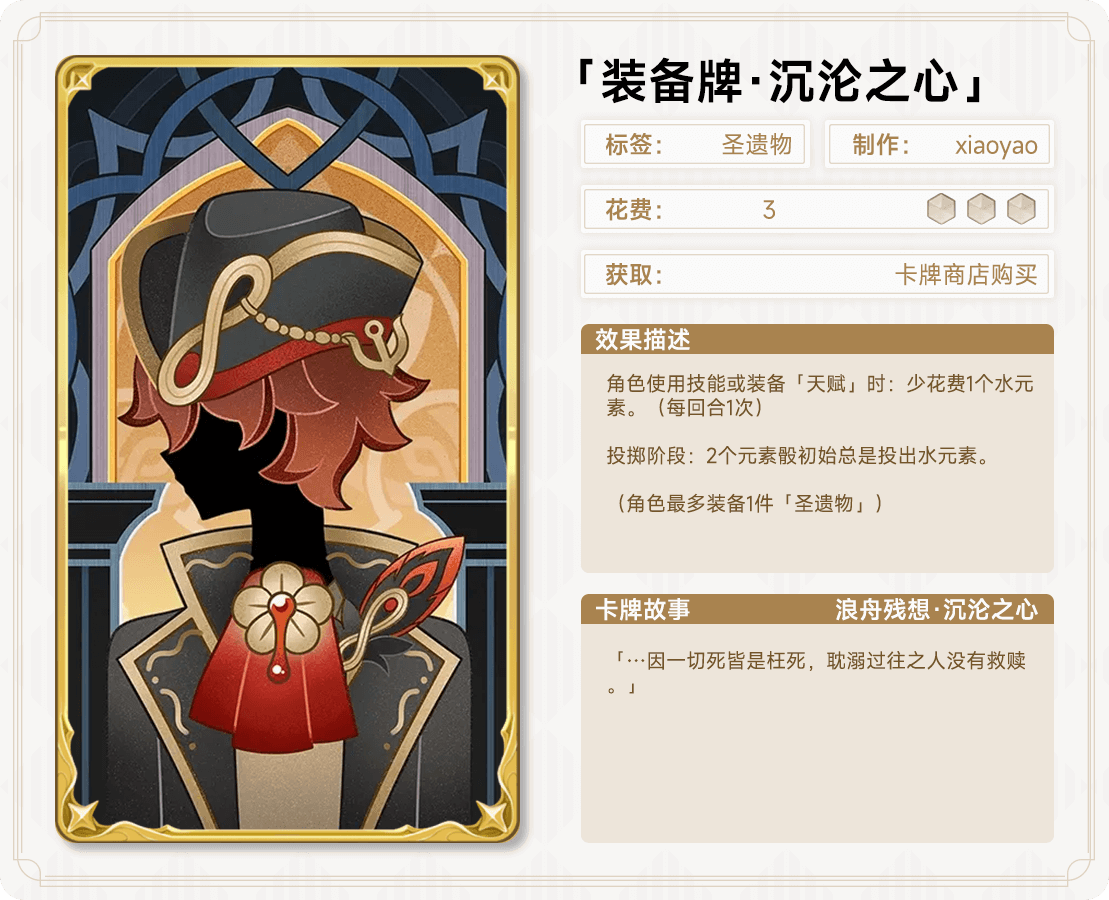 「装备牌·沉沦之心」
标签： 圣遗物 制作： xiaoyao
花费： 3
获取： 卡牌商店购买
效果描述
角色使用技能或装备「天赋」时：少花费1个水元
素。（每回合1次）
投掷阶段：2个元素骰初始总是投出水元素。
（角色最多装备1件「圣遗物」）
卡牌故事 浪舟残想·沉沦之心
「…因一切死皆是枉死，耽溺过往之人没有救赎
。」